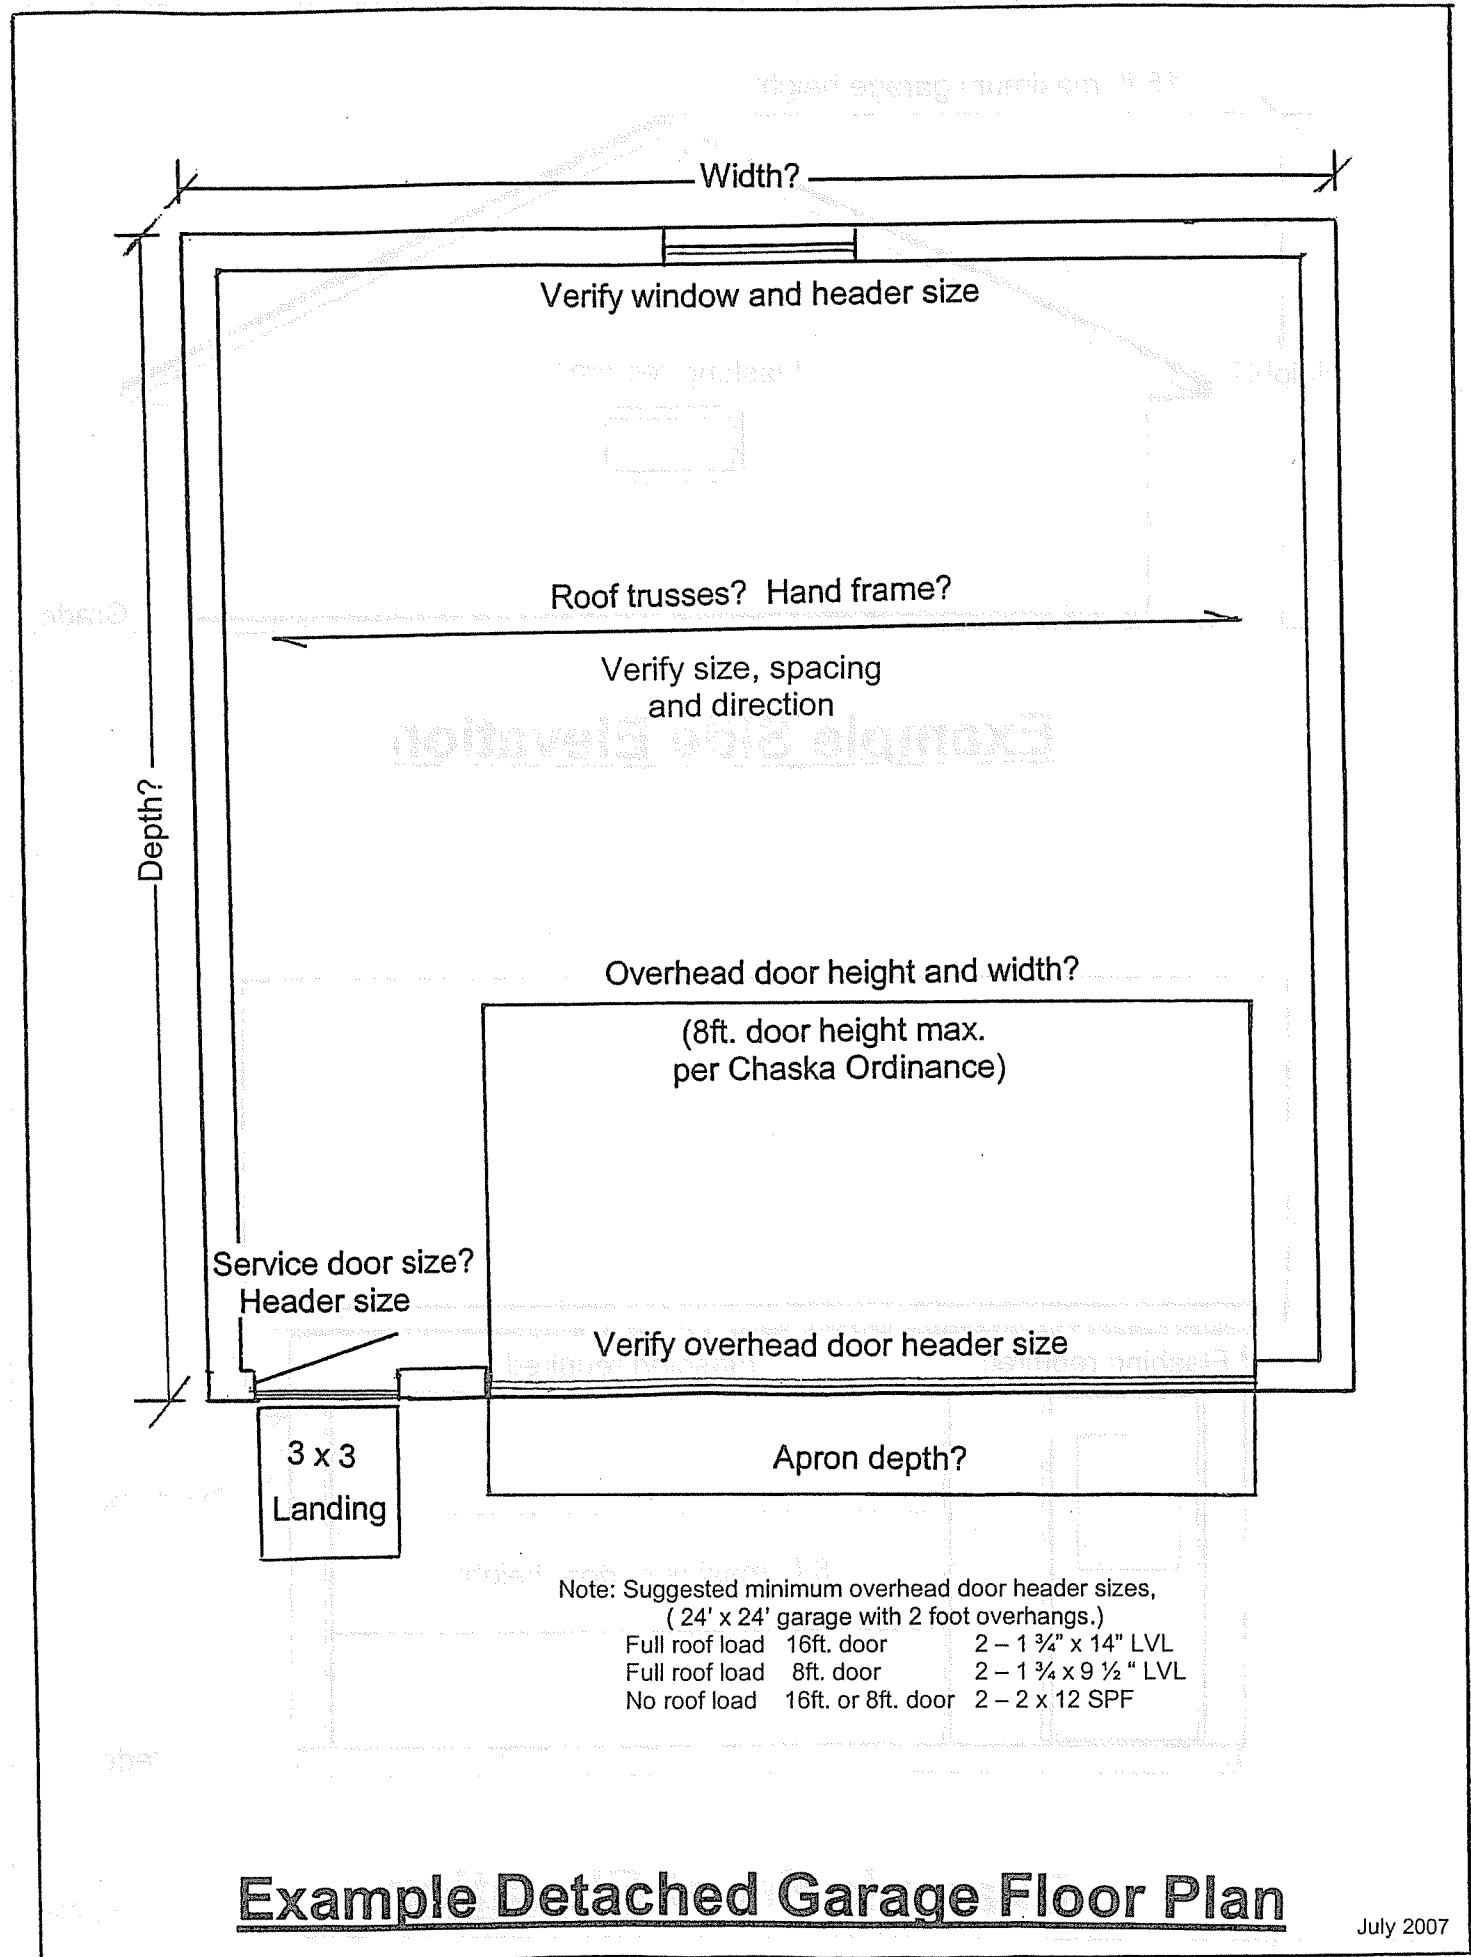 Width?
Verify window and header size
Roof trusses?  Hand frame?
Verify size, spacing
and direction
Depth?
Overhead door height and width?
(8ft. door height max.
per Chaska Ordinance)
Service door size?
Header size
Verify overhead door header size
3 x 3
Landing
Apron depth?
Note: Suggested minimum overhead door header sizes,
( 24' x 24' garage with 2 foot overhangs.)
Full roof load   16ft. door   2 – 1 ¾" x 14" LVL
Full roof load   8ft. door   2 – 1 ¾ x 9 ½ " LVL
No roof load   16ft. or 8ft. door   2 – 2 x 12 SPF
Example Detached Garage Floor Plan
July 2007
Example Side Elevation
Grade